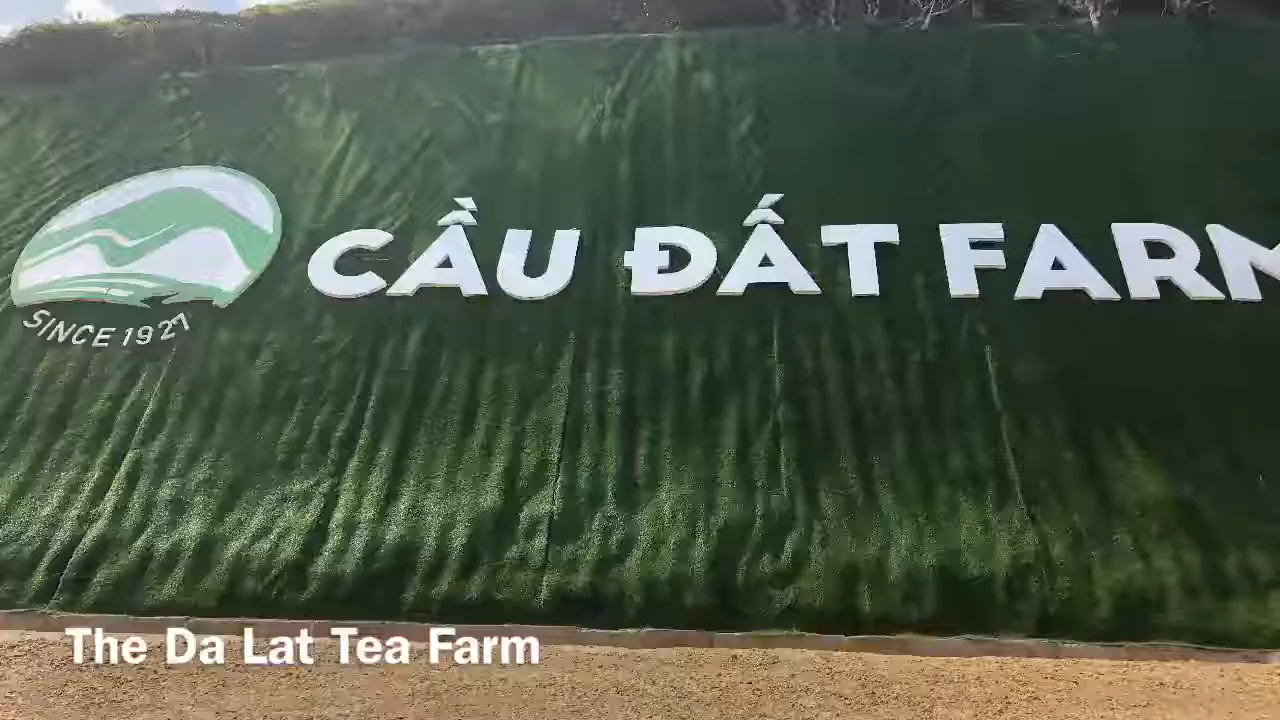 CẦU ĐẤT FARM
SINCE 1927
The Da Lat Tea Farm